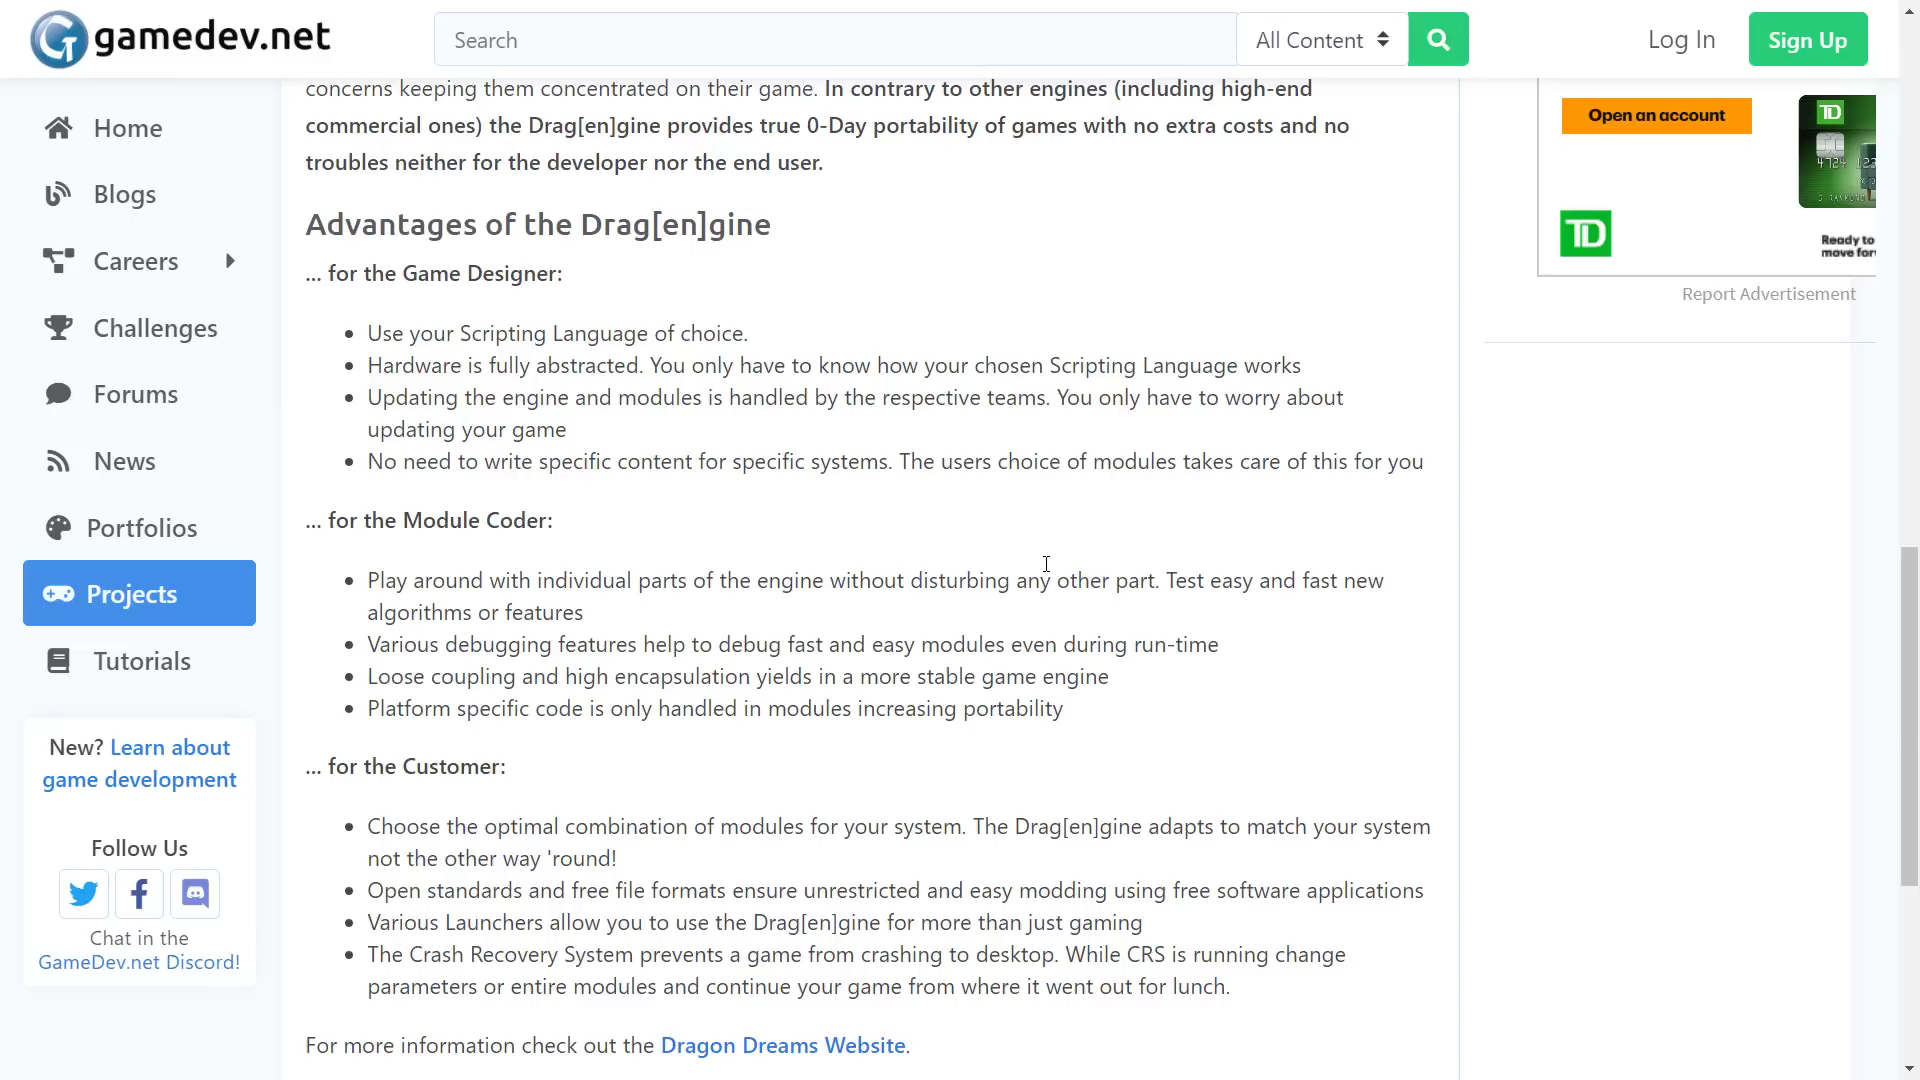 gamedev.net
Search
All Content
Log In
Sign Up
Home
Blogs
Careers
Challenges
Forums
News
Portfolios
Projects
Tutorials
New? Learn about
game development
Follow Us
Chat in the
GameDev.net Discord!
concerns keeping them concentrated on their game. In contrary to other engines (including high-end
commercial ones) the Drag[en]gine provides true 0-Day portability of games with no extra costs and no
troubles neither for the developer nor the end user.
Advantages of the Drag[en]gine
... for the Game Designer:
Use your Scripting Language of choice.
Hardware is fully abstracted. You only have to know how your chosen Scripting Language works
Updating the engine and modules is handled by the respective teams. You only have to worry about
updating your game
No need to write specific content for specific systems. The users choice of modules takes care of this for you
... for the Module Coder:
Play around with individual parts of the engine without disturbing any other part. Test easy and fast new
algorithms or features
Various debugging features help to debug fast and easy modules even during run-time
Loose coupling and high encapsulation yields in a more stable game engine
Platform specific code is only handled in modules increasing portability
... for the Customer:
Choose the optimal combination of modules for your system. The Drag[en]gine adapts to match your system
not the other way 'round!
Open standards and free file formats ensure unrestricted and easy modding using free software applications
Various Launchers allow you to use the Drag[en]gine for more than just gaming
The Crash Recovery System prevents a game from crashing to desktop. While CRS is running change
parameters or entire modules and continue your game from where it went out for lunch.
For more information check out the Dragon Dreams Website.
Open an account
TD
TD
Ready to
Report Advertisement